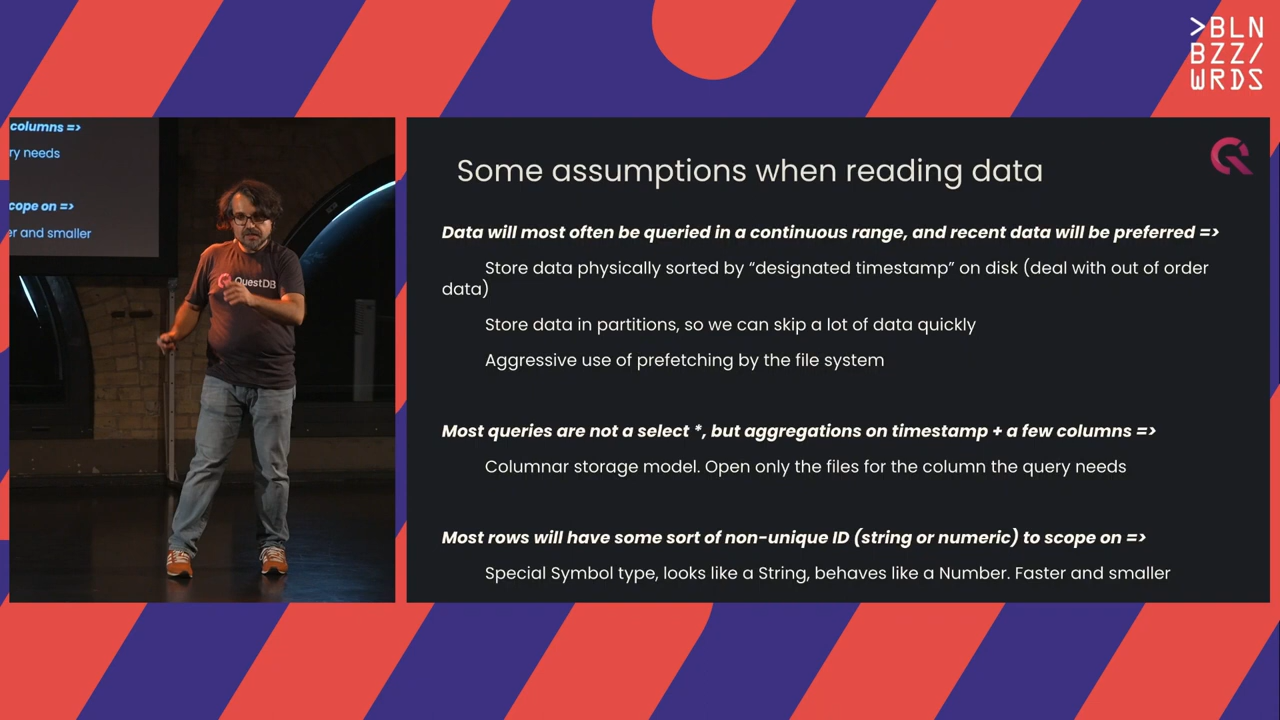 >BLN
BZZ/
WRDS
columns =>
ry needs
cope on =>
er and smaller
QuestDB
Some assumptions when reading data
Data will most often be queried in a continuous range, and recent data will be preferred =>
Store data physically sorted by “designated timestamp” on disk (deal with out of order
data)
Store data in partitions, so we can skip a lot of data quickly
Aggressive use of prefetching by the file system
Most queries are not a select *, but aggregations on timestamp + a few columns =>
Columnar storage model. Open only the files for the column the query needs
Most rows will have some sort of non-unique ID (string or numeric) to scope on =>
Special Symbol type, looks like a String, behaves like a Number. Faster and smaller